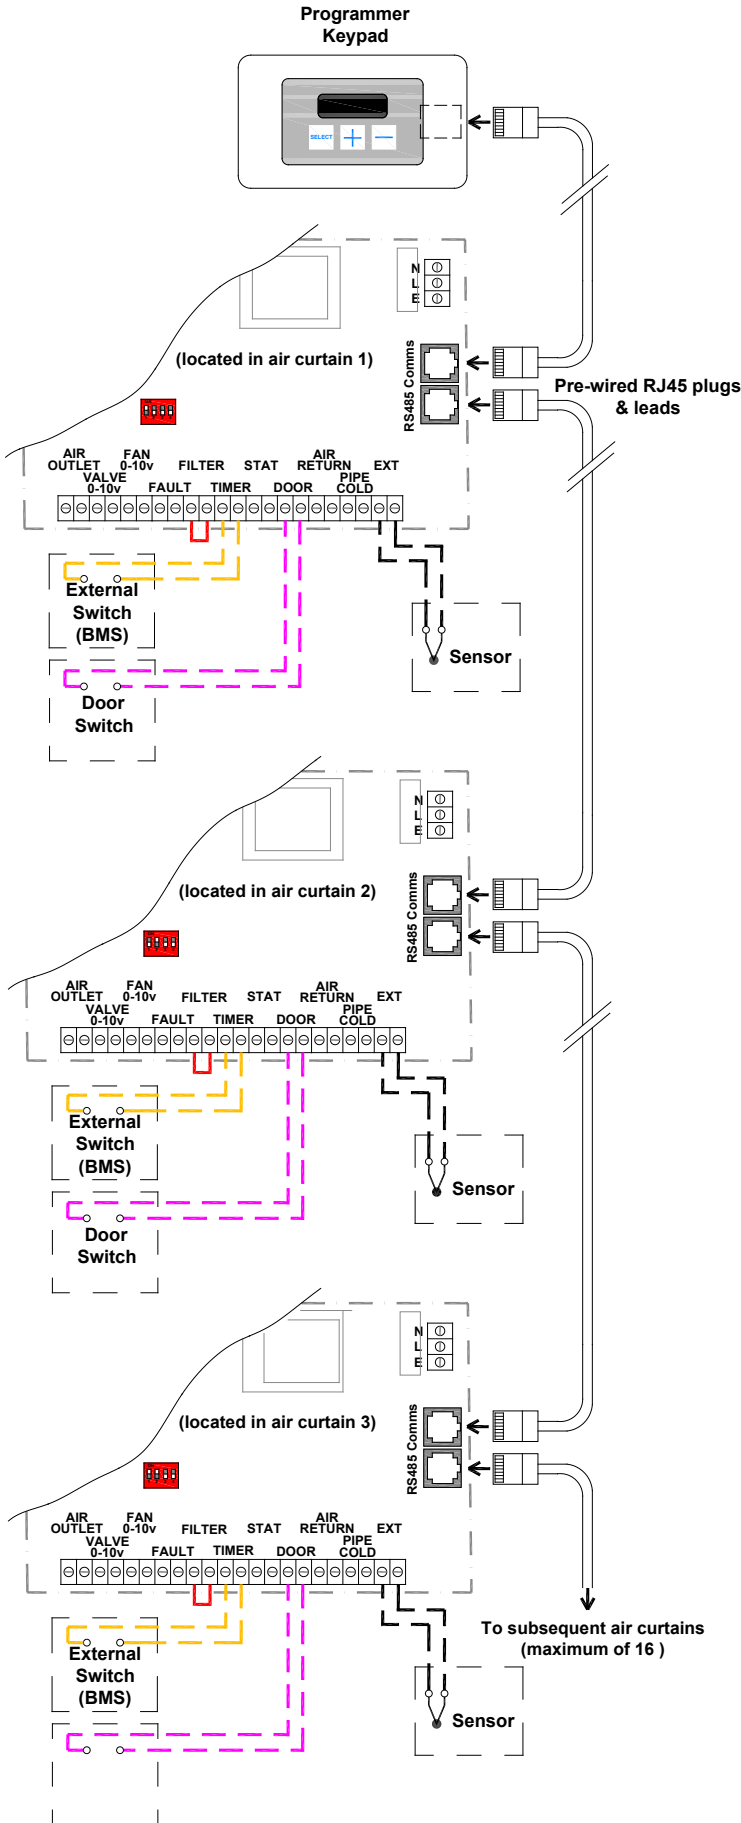 Programmer
Keypad
SELECT
N
L
E
(located in air curtain 1)
RS485 Comms
Pre-wired RJ45 plugs
& leads
AIR OUTLET FAN 0-10v FILTER STAT AIR RETURN EXT
VALVE 0-10v FAULT TIMER DOOR PIPE COLD
External
Switch
(BMS)
Sensor
Door
Switch
N
L
E
(located in air curtain 2)
RS485 Comms
AIR OUTLET FAN 0-10v FILTER STAT AIR RETURN EXT
VALVE 0-10v FAULT TIMER DOOR PIPE COLD
External
Switch
(BMS)
Sensor
Door
Switch
N
L
E
(located in air curtain 3)
RS485 Comms
AIR OUTLET FAN 0-10v FILTER STAT AIR RETURN EXT
VALVE 0-10v FAULT TIMER DOOR PIPE COLD
To subsequent air curtains
(maximum of 16 )
External
Switch
(BMS)
Sensor